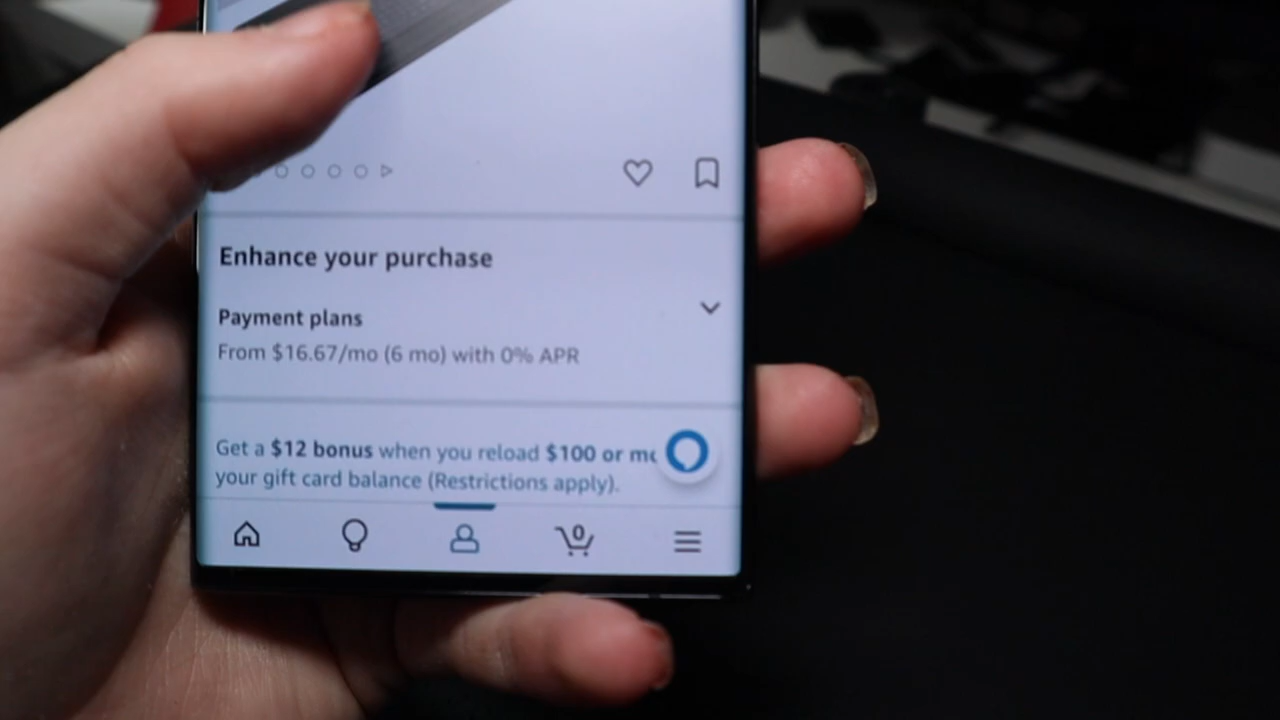 Enhance your purchase
Payment plans
From $16.67/mo (6 mo) with 0% APR
Get a $12 bonus when you reload $100 or
your gift card balance (Restrictions apply).
0